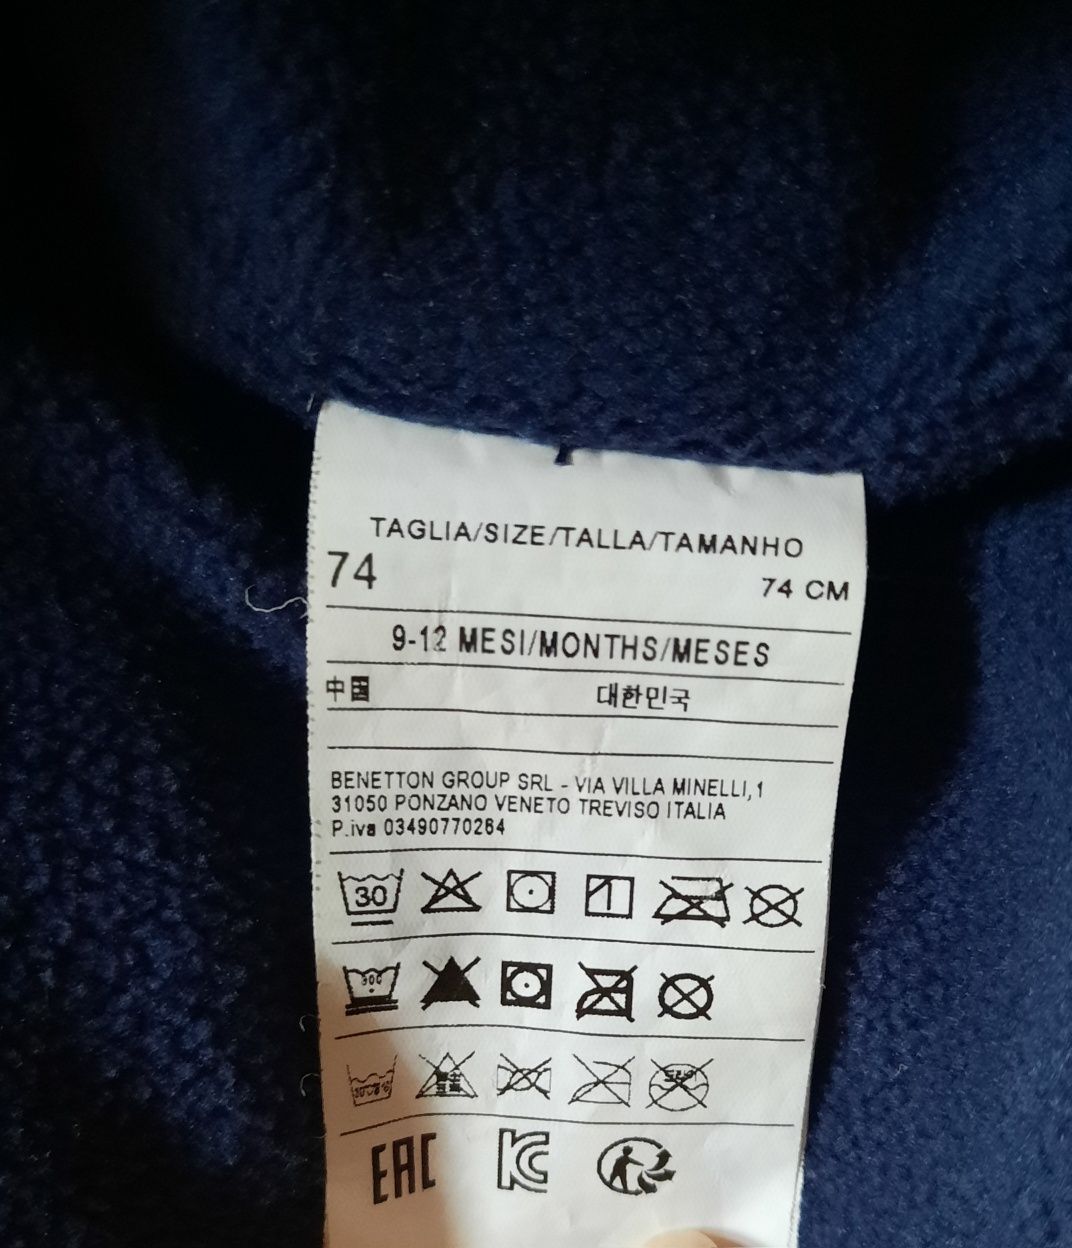 TAGLIA/SIZE/TALLA/TAMANHO
74 74 CM
9-12 MESI/MONTHS/MESES
中国 대한민국
BENETTON GROUP SRL - VIA VILLA MINELLI,1
31050 PONZANO VENETO TREVISO ITALIA
P.iva 03490770264
30
EAC KC